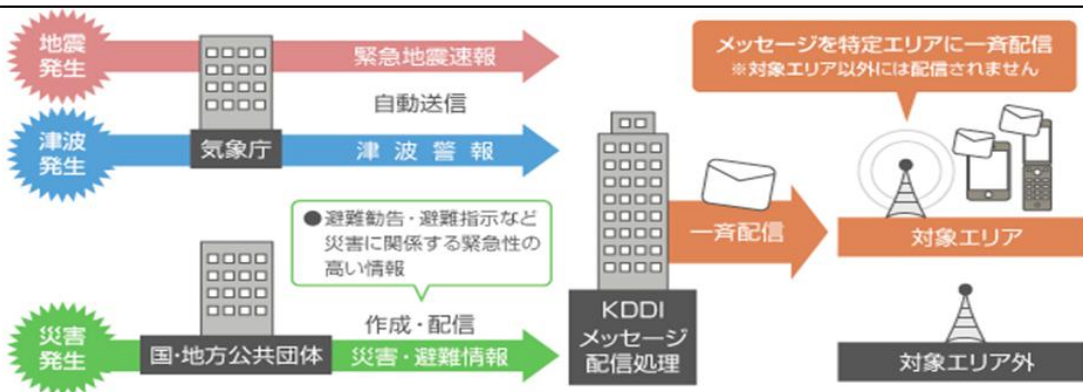 地震
発生
緊急地震速報
自動送信
津波
発生
気象庁
津波警報
●避難勧告・避難指示など
災害に関係する緊急性の
高い情報
災害
発生
国・地方公共団体
作成・配信
災害・避難情報
KDDI
メッセージ
配信処理
一斉配信
メッセージを特定エリアに一斉配信
※対象エリア以外には配信されません
対象エリア
対象エリア外